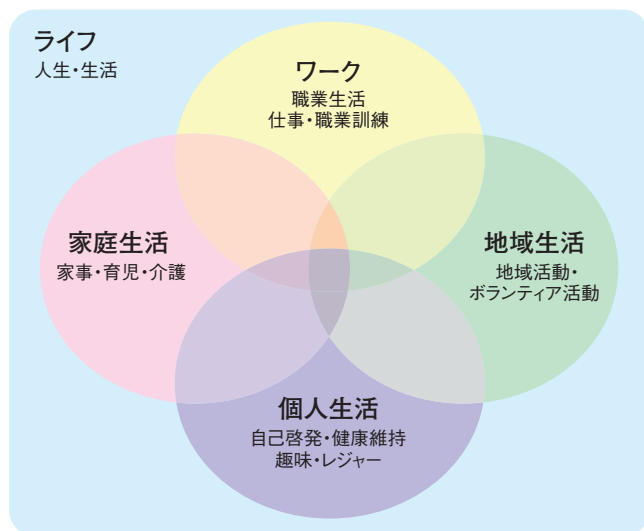 ライフ
人生・生活
ワーク
職業生活
仕事・職業訓練
家庭生活
家事・育児・介護
地域生活
地域活動・
ボランティア活動
個人生活
自己啓発・健康維持
趣味・レジャー